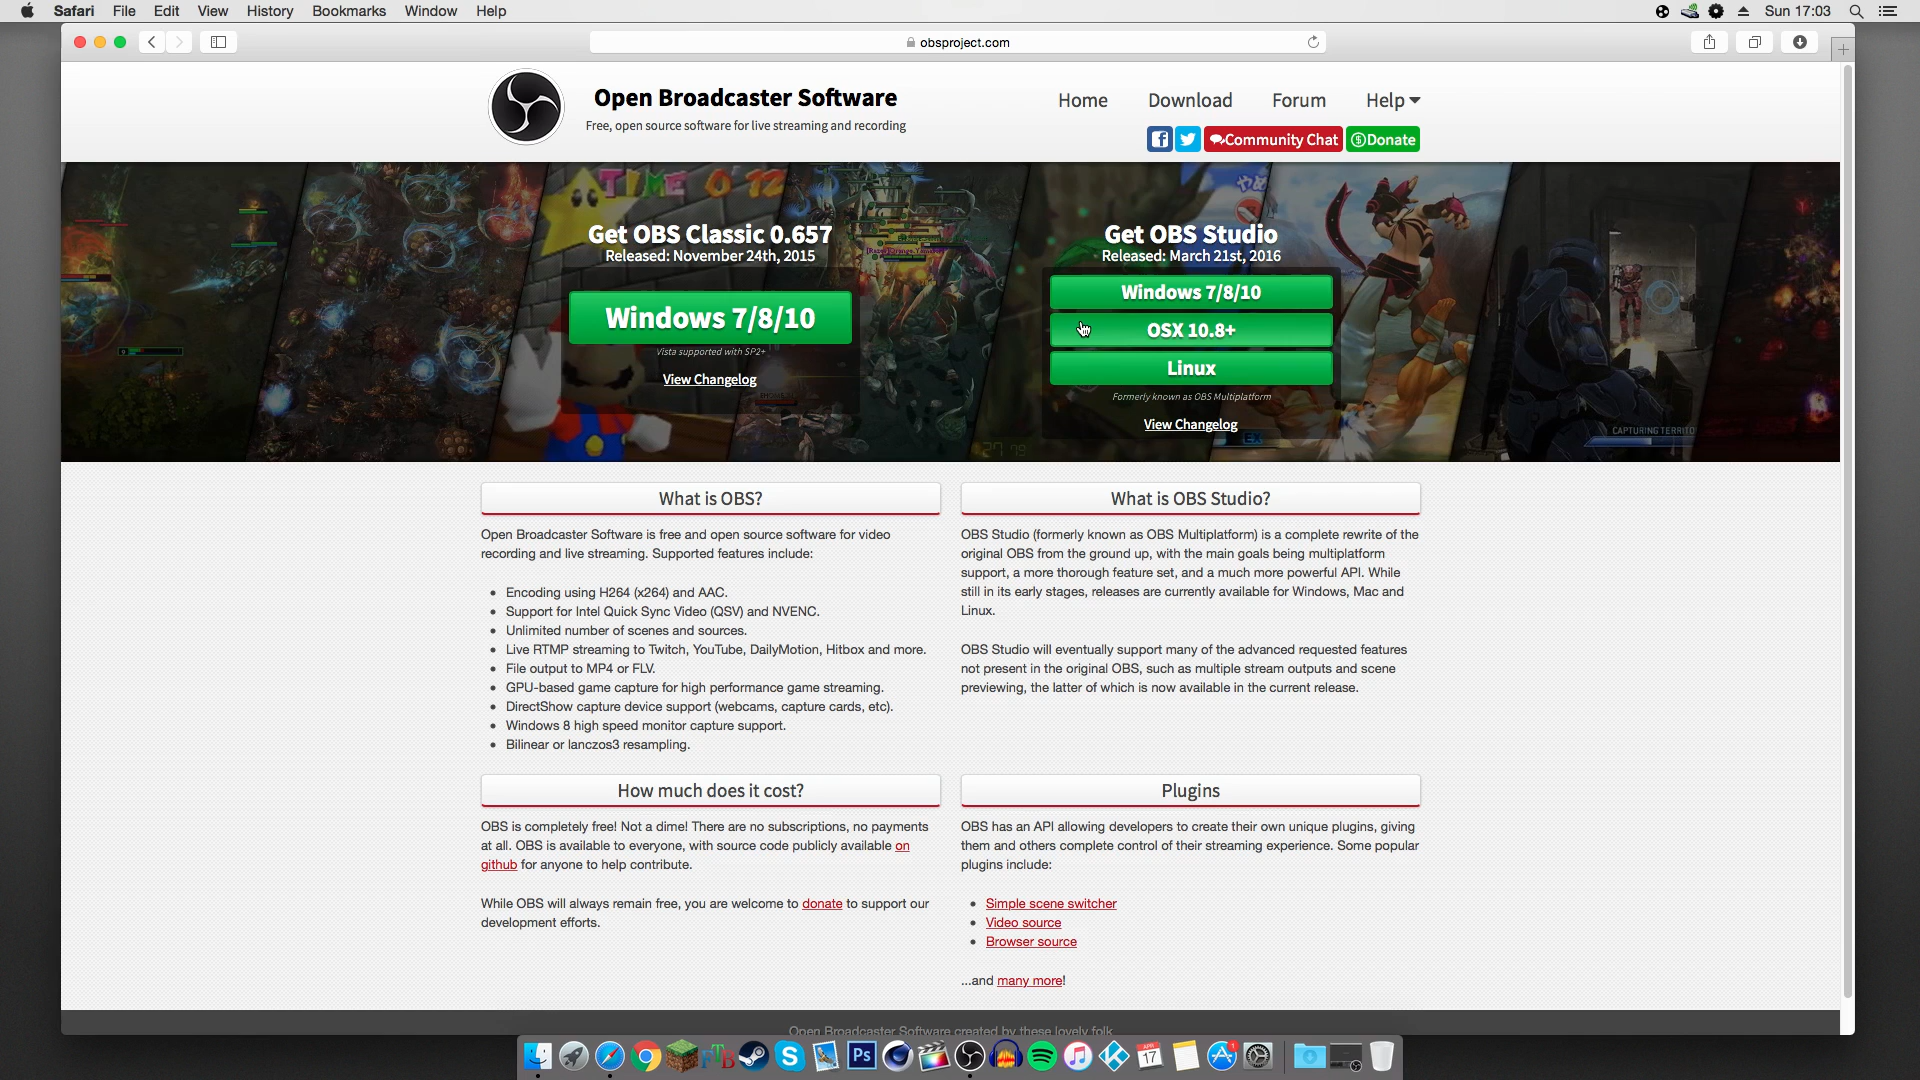 Safari File Edit View History Bookmarks Window Help
Sun 17:03
obsproject.com
Open Broadcaster Software
Free, open source software for live streaming and recording
Home Download Forum Help
Community Chat Donate
TIME 0'12
Get OBS Classic 0.657
Released: November 24th, 2015
Windows 7/8/10
Vista supported with SP2+
View Changelog
Get OBS Studio
Released: March 21st, 2016
Windows 7/8/10
OSX 10.8+
Linux
Formerly known as OBS Multiplatform
View Changelog
CAPTURING TERRITO
What is OBS?
Open Broadcaster Software is free and open source software for video
recording and live streaming. Supported features include:
• Encoding using H264 (x264) and AAC.
• Support for Intel Quick Sync Video (QSV) and NVENC.
• Unlimited number of scenes and sources.
• Live RTMP streaming to Twitch, YouTube, DailyMotion, Hitbox and more.
• File output to MP4 or FLV.
• GPU-based game capture for high performance game streaming.
• DirectShow capture device support (webcams, capture cards, etc).
• Windows 8 high speed monitor capture support.
• Bilinear or lanczos3 resampling.
What is OBS Studio?
OBS Studio (formerly known as OBS Multiplatform) is a complete rewrite of the
original OBS from the ground up, with the main goals being multiplatform
support, a more thorough feature set, and a much more powerful API. While
still in its early stages, releases are currently available for Windows, Mac and
Linux.
OBS Studio will eventually support many of the advanced requested features
not present in the original OBS, such as multiple stream outputs and scene
previewing, the latter of which is now available in the current release.
How much does it cost?
OBS is completely free! Not a dime! There are no subscriptions, no payments
at all. OBS is available to everyone, with source code publicly available on
github for anyone to help contribute.
While OBS will always remain free, you are welcome to donate to support our
development efforts.
Plugins
OBS has an API allowing developers to create their own unique plugins, giving
them and others complete control of their streaming experience. Some popular
plugins include:
• Simple scene switcher
• Video source
• Browser source
...and many more!
Open Broadcaster Software created by these lovely folk
FTB
Ps
APR
17
1